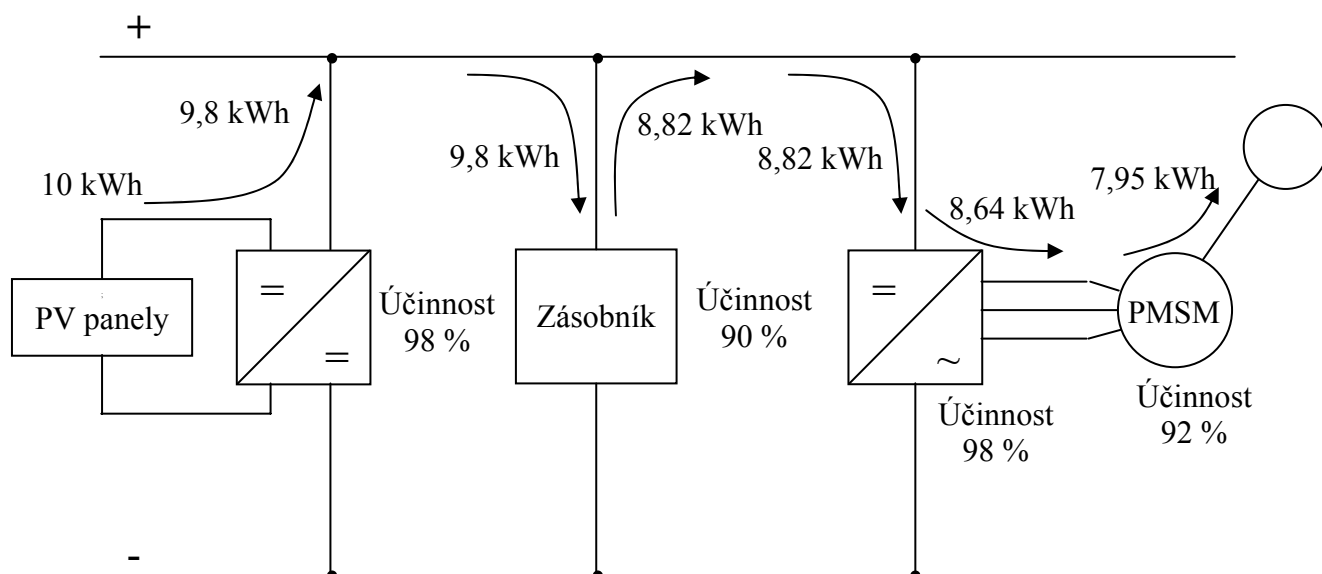 +
9,8 kWh
10 kWh
9,8 kWh
8,82 kWh
8,82 kWh
8,64 kWh
7,95 kWh
PV panely
=
=
Účinnost
98 %
Zásobník
Účinnost
90 %
=
~
Účinnost
98 %
PMSM
Účinnost
92 %
-